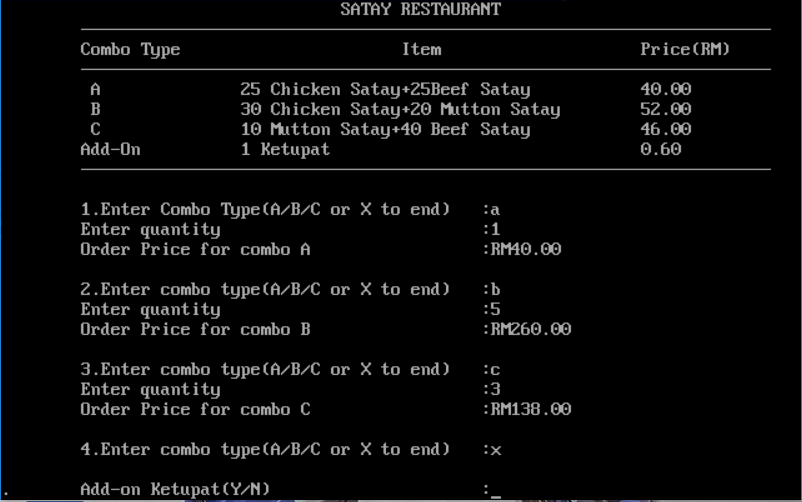 SATAY RESTAURANT
Combo Type Item Price(RM)
A 25 Chicken Satay+25Beef Satay 40.00
B 30 Chicken Satay+20 Mutton Satay 52.00
C 10 Mutton Satay+40 Beef Satay 46.00
Add-On 1 Ketupat 0.60
1.Enter Combo Type(A/B/C or X to end) :a
Enter quantity :1
Order Price for combo A :RM40.00
2.Enter combo type(A/B/C or X to end) :b
Enter quantity :5
Order Price for combo B :RM260.00
3.Enter combo type(A/B/C or X to end) :c
Enter quantity :3
Order Price for combo C :RM138.00
4.Enter combo type(A/B/C or X to end) :x
Add-on Ketupat(Y/N) :_